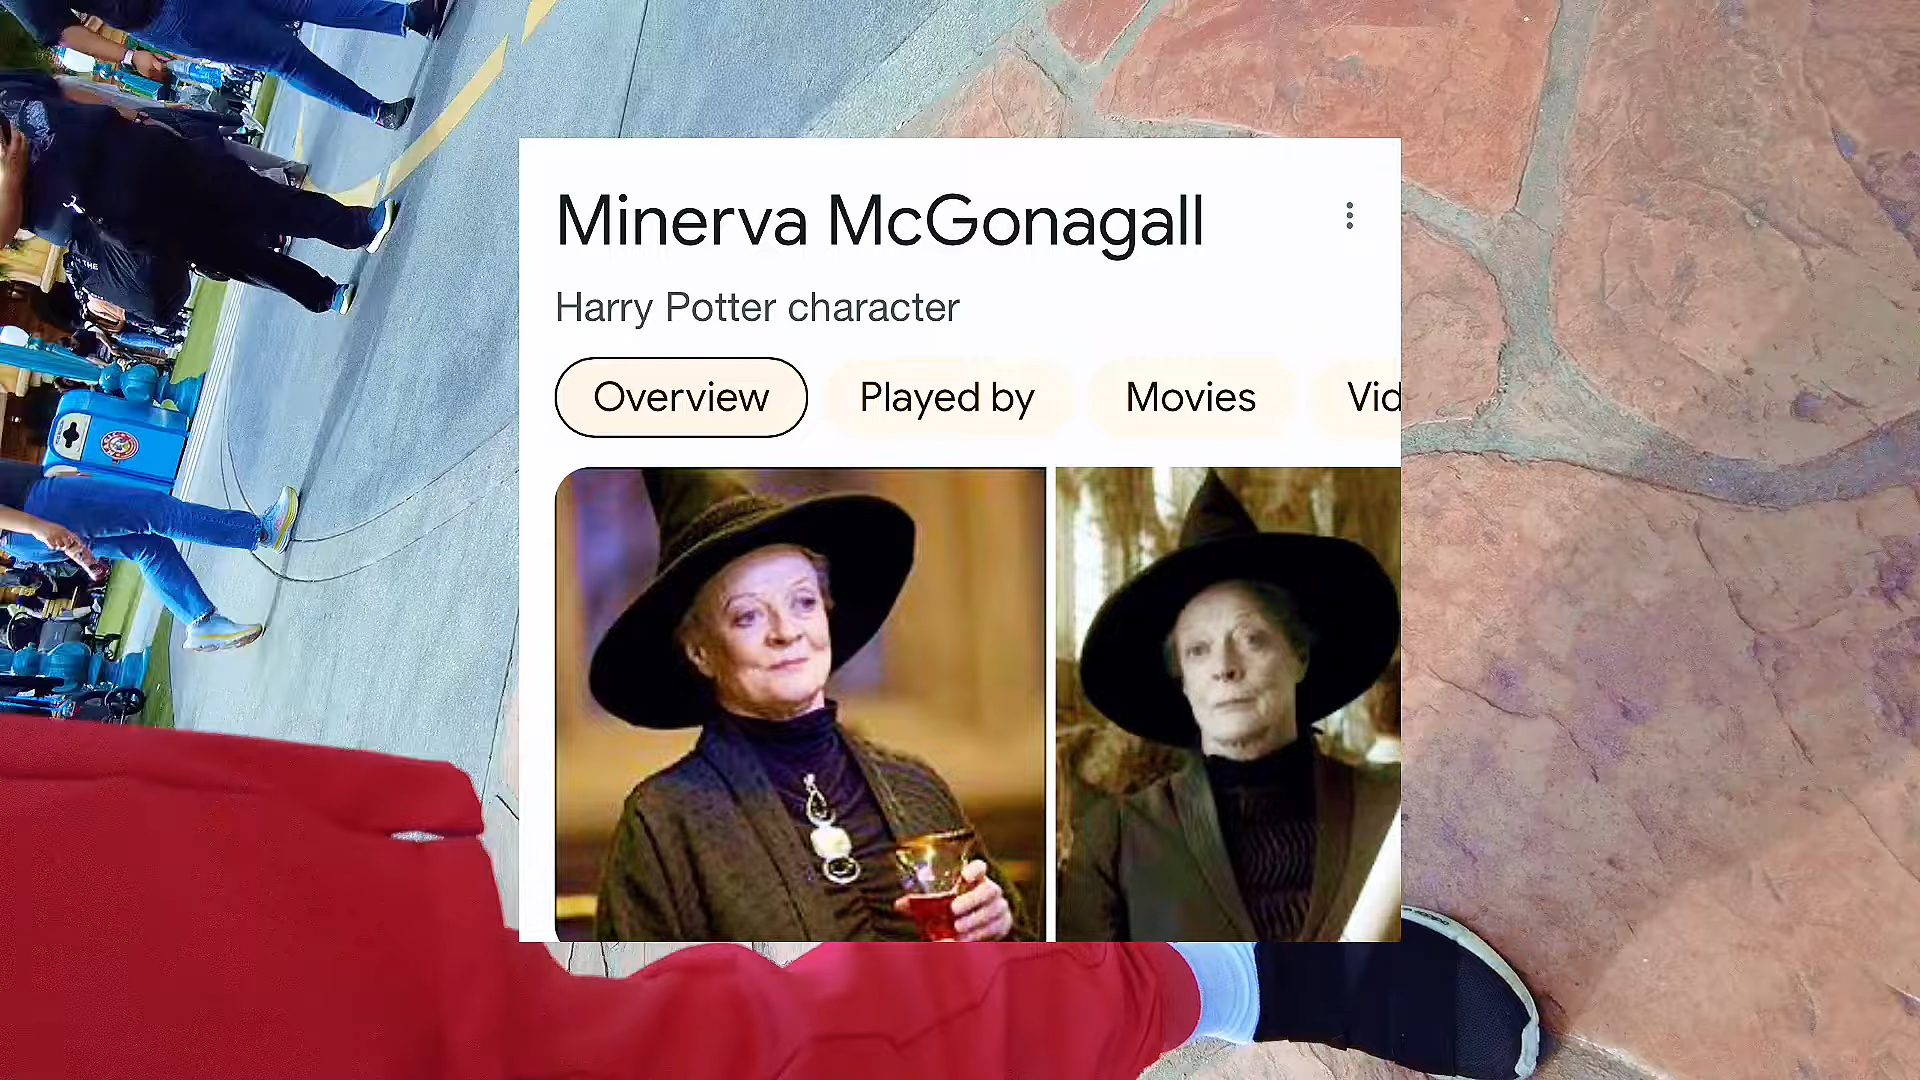 Minerva McGonagall
Harry Potter character
Overview
Played by
Movies
Vid